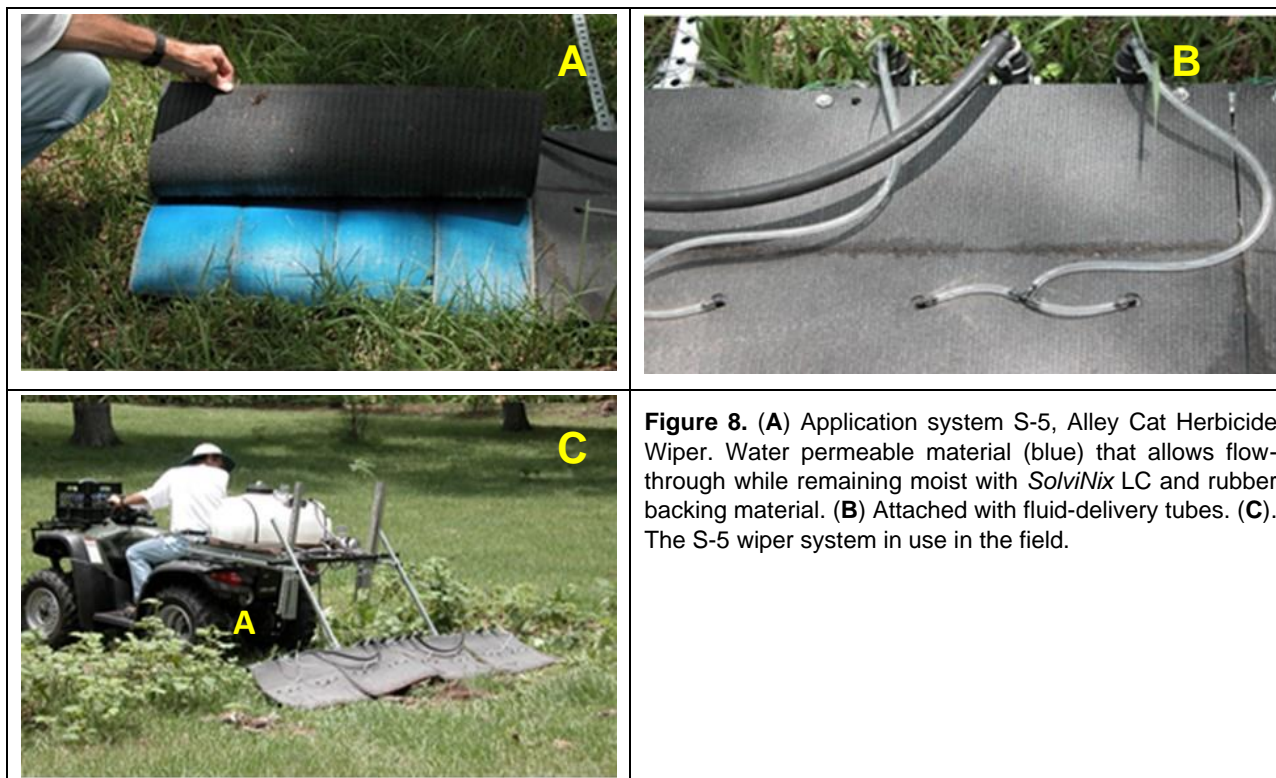 A
B
C
A
Figure 8. (A) Application system S-5, Alley Cat Herbicide
Wiper. Water permeable material (blue) that allows flow-
through while remaining moist with SolviNix LC and rubber
backing material. (B) Attached with fluid-delivery tubes. (C).
The S-5 wiper system in use in the field.